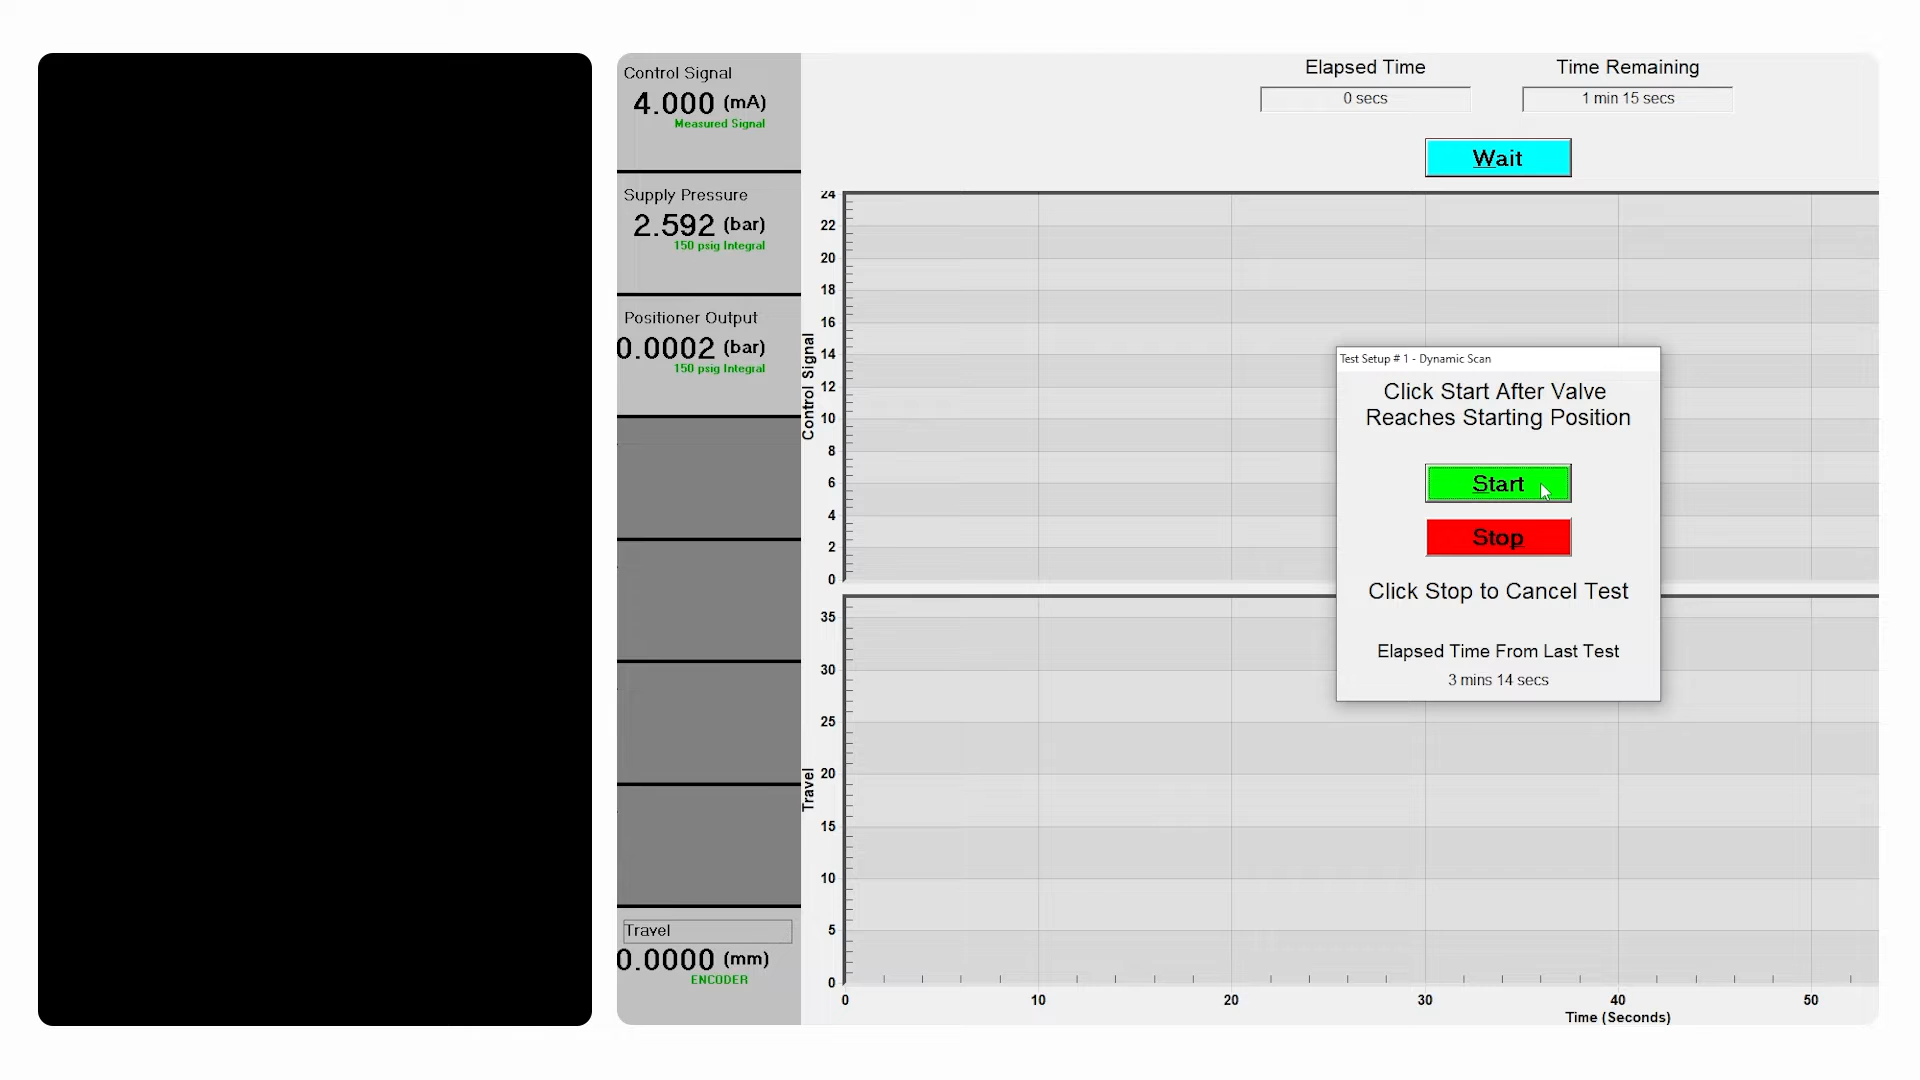 Control Signal
4.000 (mA)
Measured Signal
Supply Pressure
2.592 (bar)
150 psig Integral
Positioner Output
0.0002 (bar)
150 psig Integral
Travel
0.0000 (mm)
ENCODER
Elapsed Time
0 secs
Time Remaining
1 min 15 secs
Wait
Control Signal
24
22
20
18
16
14
12
10
8
6
4
2
0
Travel
35
30
25
20
15
10
5
0
0 10 20 30 40 50
Time (Seconds)
Test Setup # 1 - Dynamic Scan
Click Start After Valve
Reaches Starting Position
Start
Stop
Click Stop to Cancel Test
Elapsed Time From Last Test
3 mins 14 secs